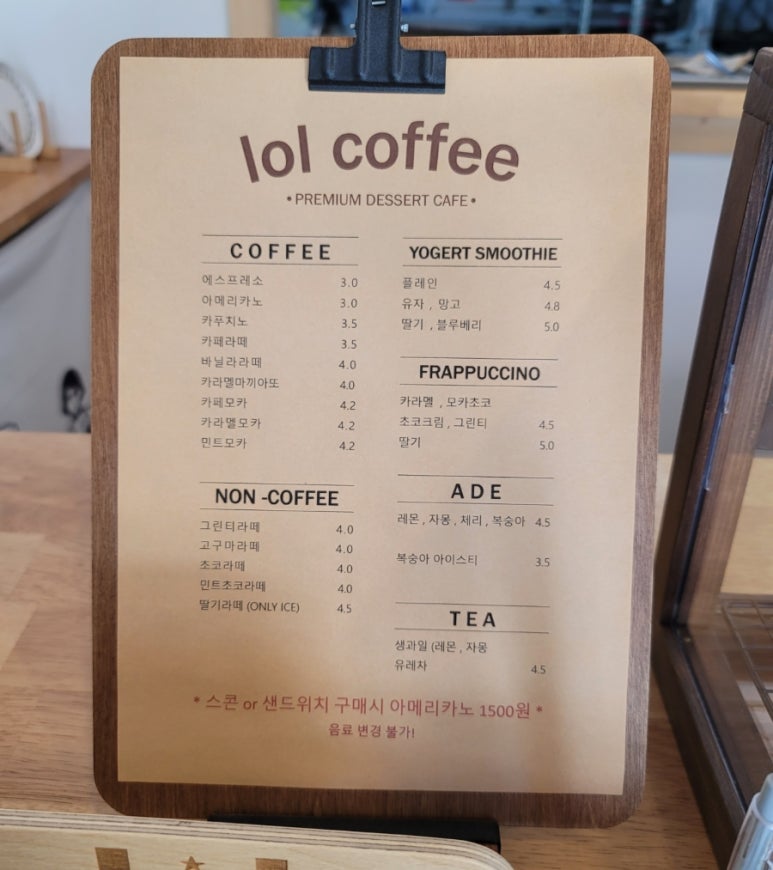 lol coffee
•PREMIUM DESSERT CAFE•
COFFEE
에스프레소 3.0
아메리카노 3.0
카푸치노 3.5
카페라떼 3.5
바닐라라떼 4.0
카라멜마끼아또 4.0
카페모카 4.2
카라멜모카 4.2
민트모카 4.2
NON -COFFEE
그린티라떼 4.0
고구마라떼 4.0
초코라떼 4.0
민트초코라떼 4.0
딸기라떼 (ONLY ICE) 4.5
YOGERT SMOOTHIE
플레인 4.5
유자 , 망고 4.8
딸기 , 블루베리 5.0
FRAPPUCCINO
카라멜 , 모카초코
초코크림 , 그린티 4.5
딸기 5.0
ADE
레몬 , 자몽 , 체리 , 복숭아 4.5
복숭아 아이스티 3.5
TEA
생과일 (레몬 , 자몽
유레차 4.5
* 스콘 or 샌드위치 구매시 아메리카노 1500원 *
음료 변경 불가!